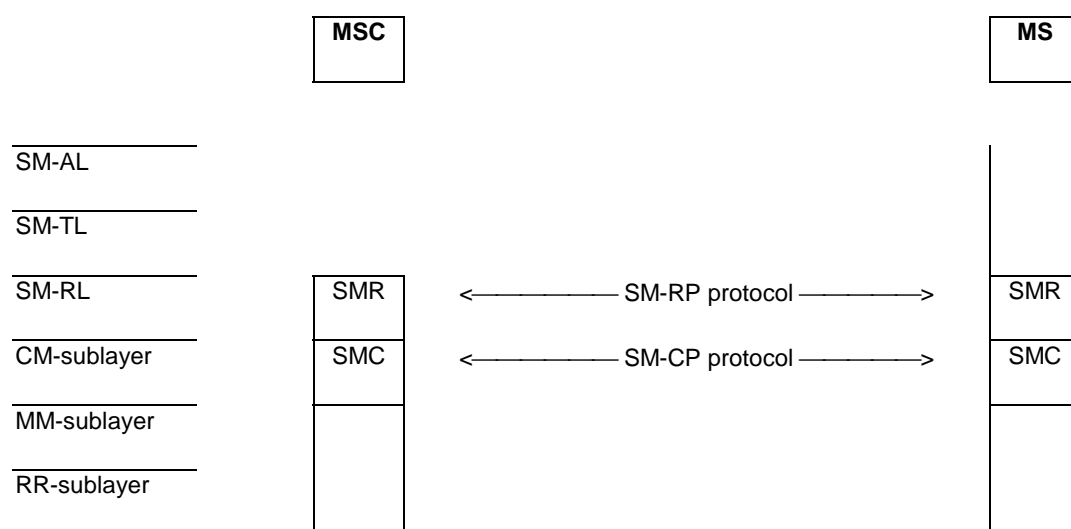 MSC MS
SM-AL
SM-TL
SM-RL SMR <—————— SM-RP protocol ——————> SMR
CM-sublayer SMC <—————— SM-CP protocol ——————> SMC
MM-sublayer
RR-sublayer